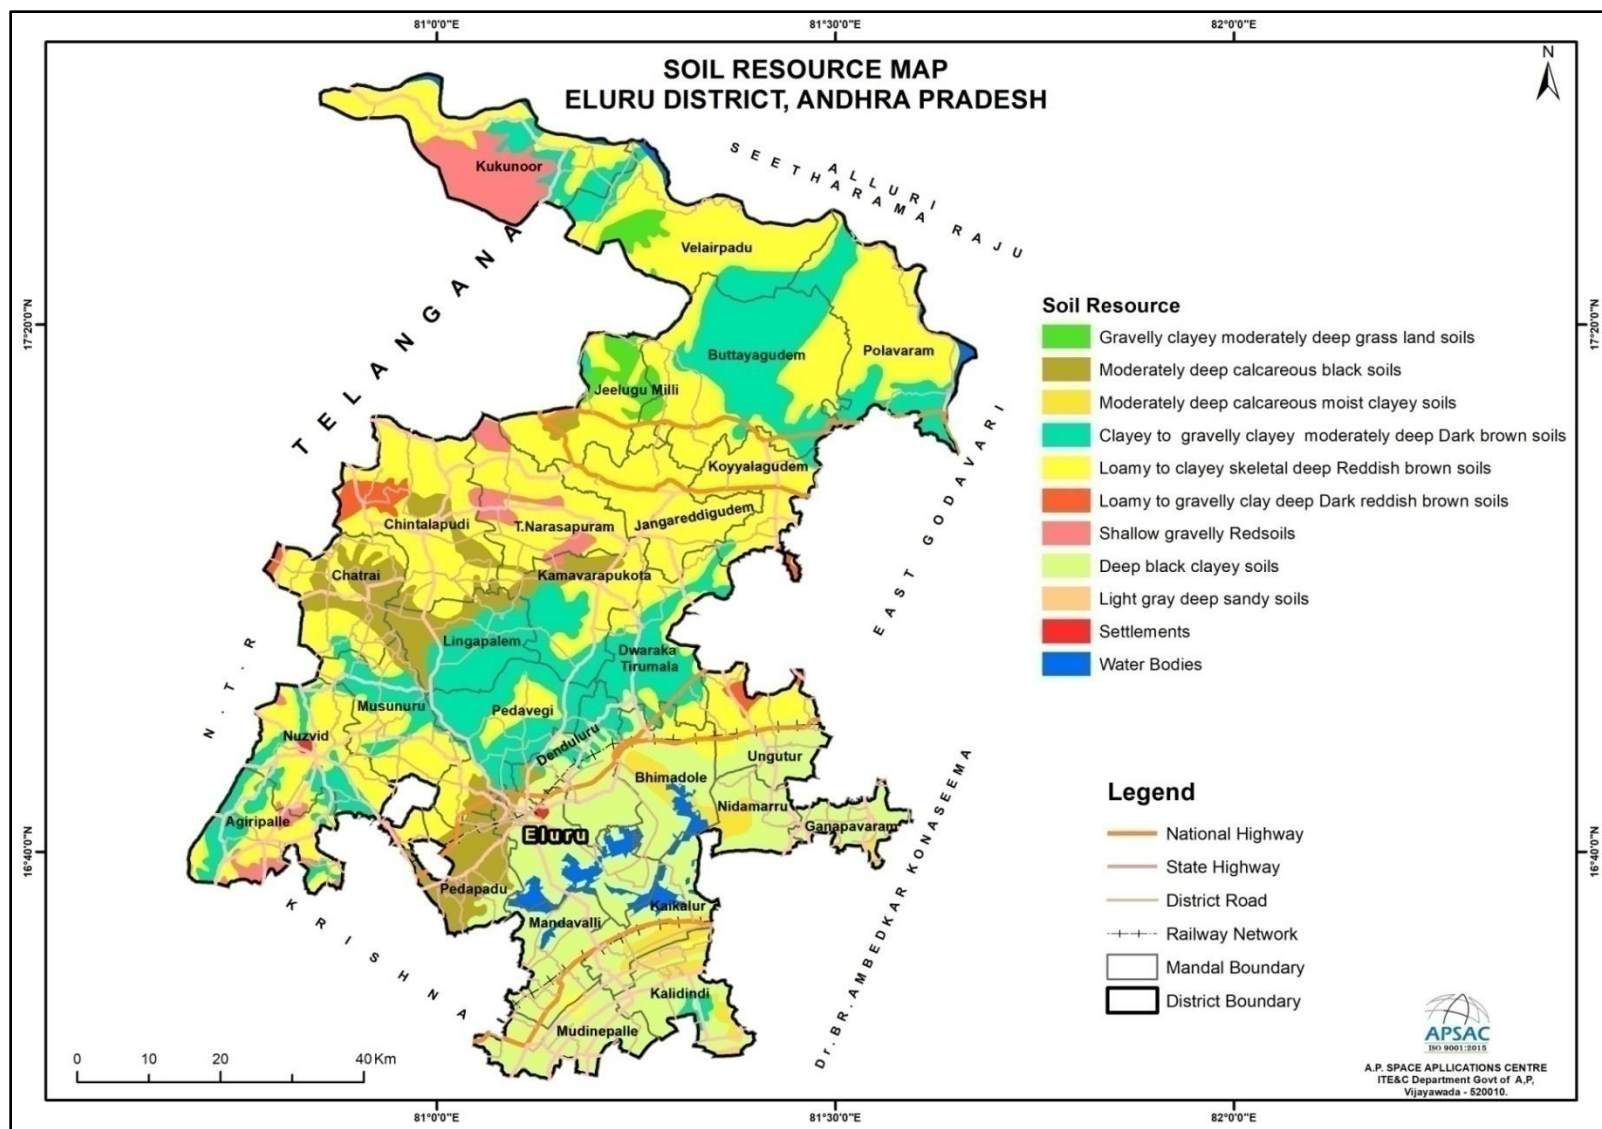 81°0'0"E
81°30'0"E
82°0'0"E
SOIL RESOURCE MAP
ELURU DISTRICT, ANDHRA PRADESH
N
ALLURI
SEETHARAMA RAJU
Kukunoor
Velairpadu
TELANGANA
17°20'0"N
17°20'0"N
Buttayagudem
Polavaram
Jeelugu Milli
Koyyalagudem
Chintalapudi
T.Narasapuram
Jangareddigudem
EAST GODAVARI
Chatrai
Kamavarapukota
Lingapalem
Dwaraka
Tirumala
N.T.R
Musunuru
Pedavegi
Nuzvid
Denduluru
Ungutur
Bhimadole
Nidamarru
Agiripalle
Eluru
Ganapavaram
16°40'0"N
16°40'0"N
Pedapadu
Kaikalur
Mandavalli
KRISHNA
Kalidindi
Mudinepalle
Dr.BR.AMBEDKAR KONASEEMA
Soil Resource
Gravelly clayey moderately deep grass land soils
Moderately deep calcareous black soils
Moderately deep calcareous moist clayey soils
Clayey to gravelly clayey moderately deep Dark brown soils
Loamy to clayey skeletal deep Reddish brown soils
Loamy to gravelly clay deep Dark reddish brown soils
Shallow gravelly Redsoils
Deep black clayey soils
Light gray deep sandy soils
Settlements
Water Bodies
Legend
National Highway
State Highway
District Road
Railway Network
Mandal Boundary
District Boundary
0 10 20 40 Km
APSAC
ISO 9001:2015
A.P. SPACE APLLICATIONS CENTRE
ITE&C Department Govt of A,P,
Vijayawada - 520010.
81°0'0"E
81°30'0"E
82°0'0"E